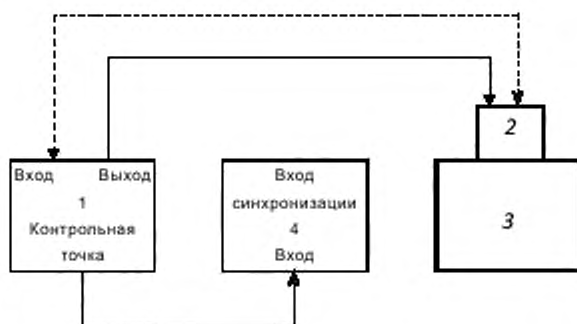 Вход Выход
1
Контрольная
точка
Вход
синхронизации
4
Вход
2
3